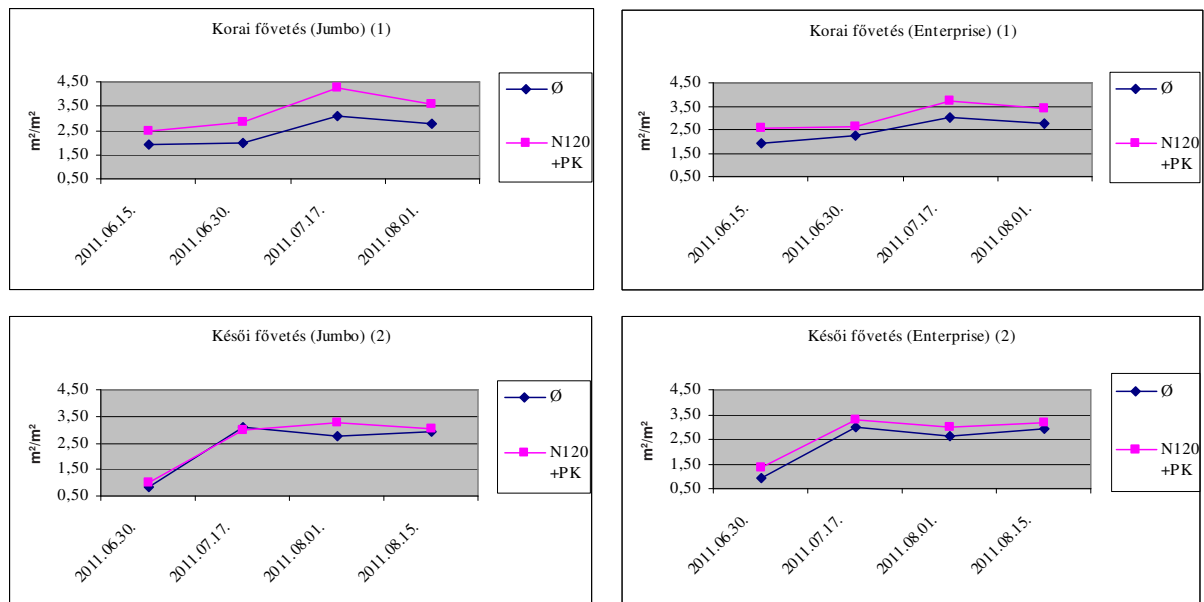 Korai fővetés (Jumbo) (1)
4,50
3,50
2,50
1,50
0,50
m²/m²
2011.06.15.
2011.06.30.
2011.07.17.
2011.08.01.
Ø
N120
+PK
Korai fővetés (Enterprise) (1)
4,50
3,50
2,50
1,50
0,50
m²/m²
2011.06.15.
2011.06.30.
2011.07.17.
2011.08.01.
Ø
N120
+PK
Késői fővetés (Jumbo) (2)
4,50
3,50
2,50
1,50
0,50
m²/m²
2011.06.30.
2011.07.17.
2011.08.01.
2011.08.15.
Ø
N120
+PK
Késői fővetés (Enterprise) (2)
4,50
3,50
2,50
1,50
0,50
m²/m²
2011.06.30.
2011.07.17.
2011.08.01.
2011.08.15.
Ø
N120
+PK